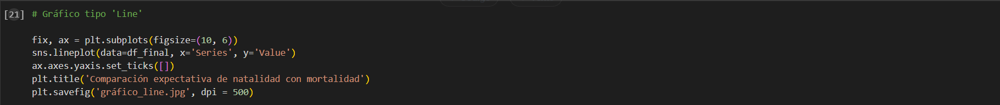 [21] # Gráfico tipo 'Line'
fix, ax = plt.subplots(figsize=(10, 6))
sns.lineplot(data=df_final, x='Series', y='Value')
ax.axes.yaxis.set_ticks([])
plt.title('Comparación expectativa de natalidad con mortalidad')
plt.savefig('gráfico_line.jpg', dpi = 500)